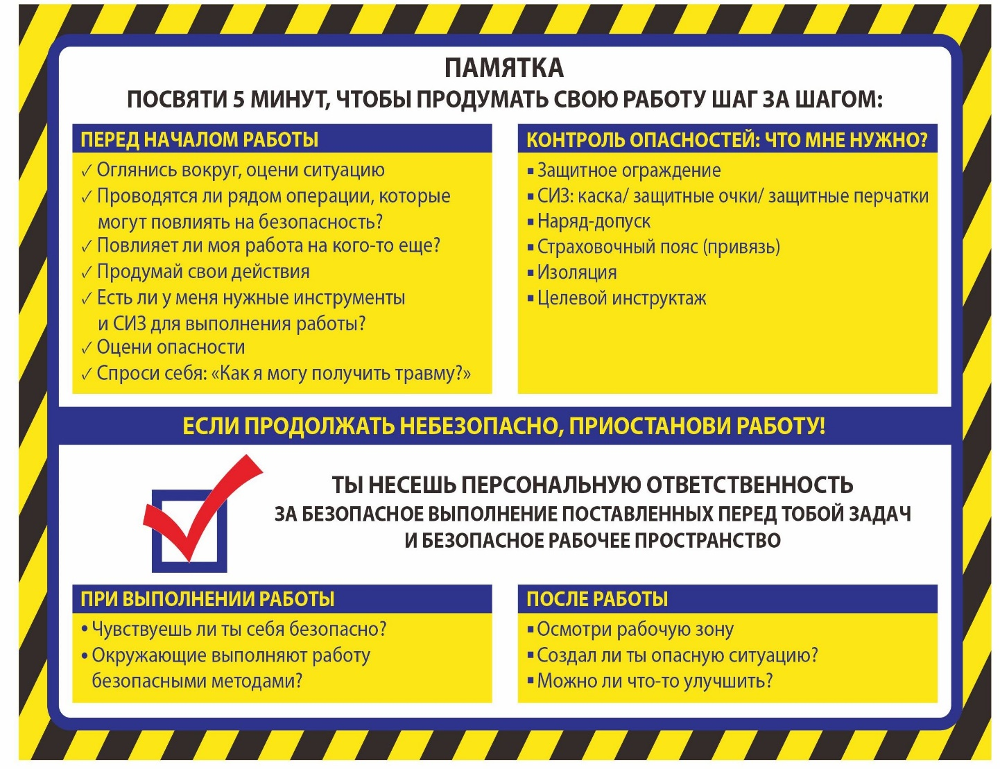 ПАМЯТКА
ПОСВЯТИ 5 МИНУТ, ЧТОБЫ ПРОДУМАТЬ СВОЮ РАБОТУ ШАГ ЗА ШАГОМ:
ПЕРЕД НАЧАЛОМ РАБОТЫ
✓ Оглянись вокруг, оцени ситуацию
✓ Проводятся ли рядом операции, которые
могут повлиять на безопасность?
✓ Повлияет ли моя работа на кого-то еще?
✓ Продумай свои действия
✓ Есть ли у меня нужные инструменты
и СИЗ для выполнения работы?
✓ Оцени опасности
✓ Спроси себя: «Как я могу получить травму?»
КОНТРОЛЬ ОПАСНОСТЕЙ: ЧТО МНЕ НУЖНО?
▪ Защитное ограждение
▪ СИЗ: каска/ защитные очки/ защитные перчатки
▪ Наряд-допуск
▪ Страховочный пояс (привязь)
▪ Изоляция
▪ Целевой инструктаж
ЕСЛИ ПРОДОЛЖАТЬ НЕБЕЗОПАСНО, ПРИОСТАНОВИ РАБОТУ!
ТЫ НЕСЕШЬ ПЕРСОНАЛЬНУЮ ОТВЕТСТВЕННОСТЬ
ЗА БЕЗОПАСНОЕ ВЫПОЛНЕНИЕ ПОСТАВЛЕННЫХ ПЕРЕД ТОБОЙ ЗАДАЧ
И БЕЗОПАСНОЕ РАБОЧЕЕ ПРОСТРАНСТВО
ПРИ ВЫПОЛНЕНИИ РАБОТЫ
• Чувствуешь ли ты себя безопасно?
• Окружающие выполняют работу
безопасными методами?
ПОСЛЕ РАБОТЫ
▪ Осмотри рабочую зону
▪ Создал ли ты опасную ситуацию?
▪ Можно ли что-то улучшить?